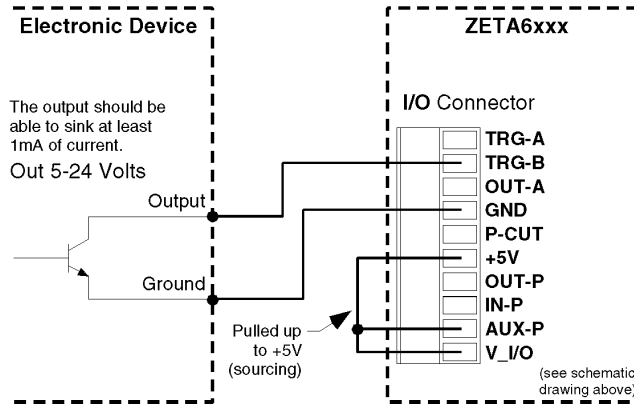 Electronic Device
ZETA6xxx
The output should be
able to sink at least
1mA of current.
Out 5-24 Volts
Output
Ground
Pulled up
to +5V
(sourcing)
I/O Connector
TRG-A
TRG-B
OUT-A
GND
P-CUT
+5V
OUT-P
IN-P
AUX-P
V_I/O
(see schematic
drawing above)